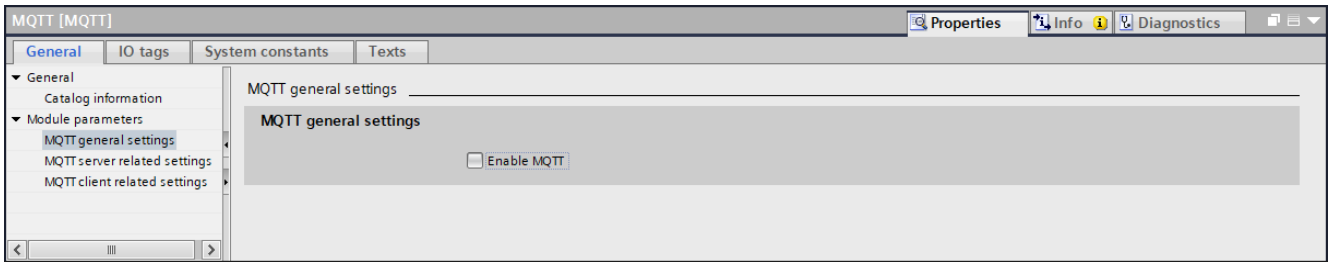 MQTT [MQTT]
Properties
Info
Diagnostics
General
IO tags
System constants
Texts
General
Catalog information
Module parameters
MQTT general settings
MQTT server related settings
MQTT client related settings
MQTT general settings
MQTT general settings
Enable MQTT